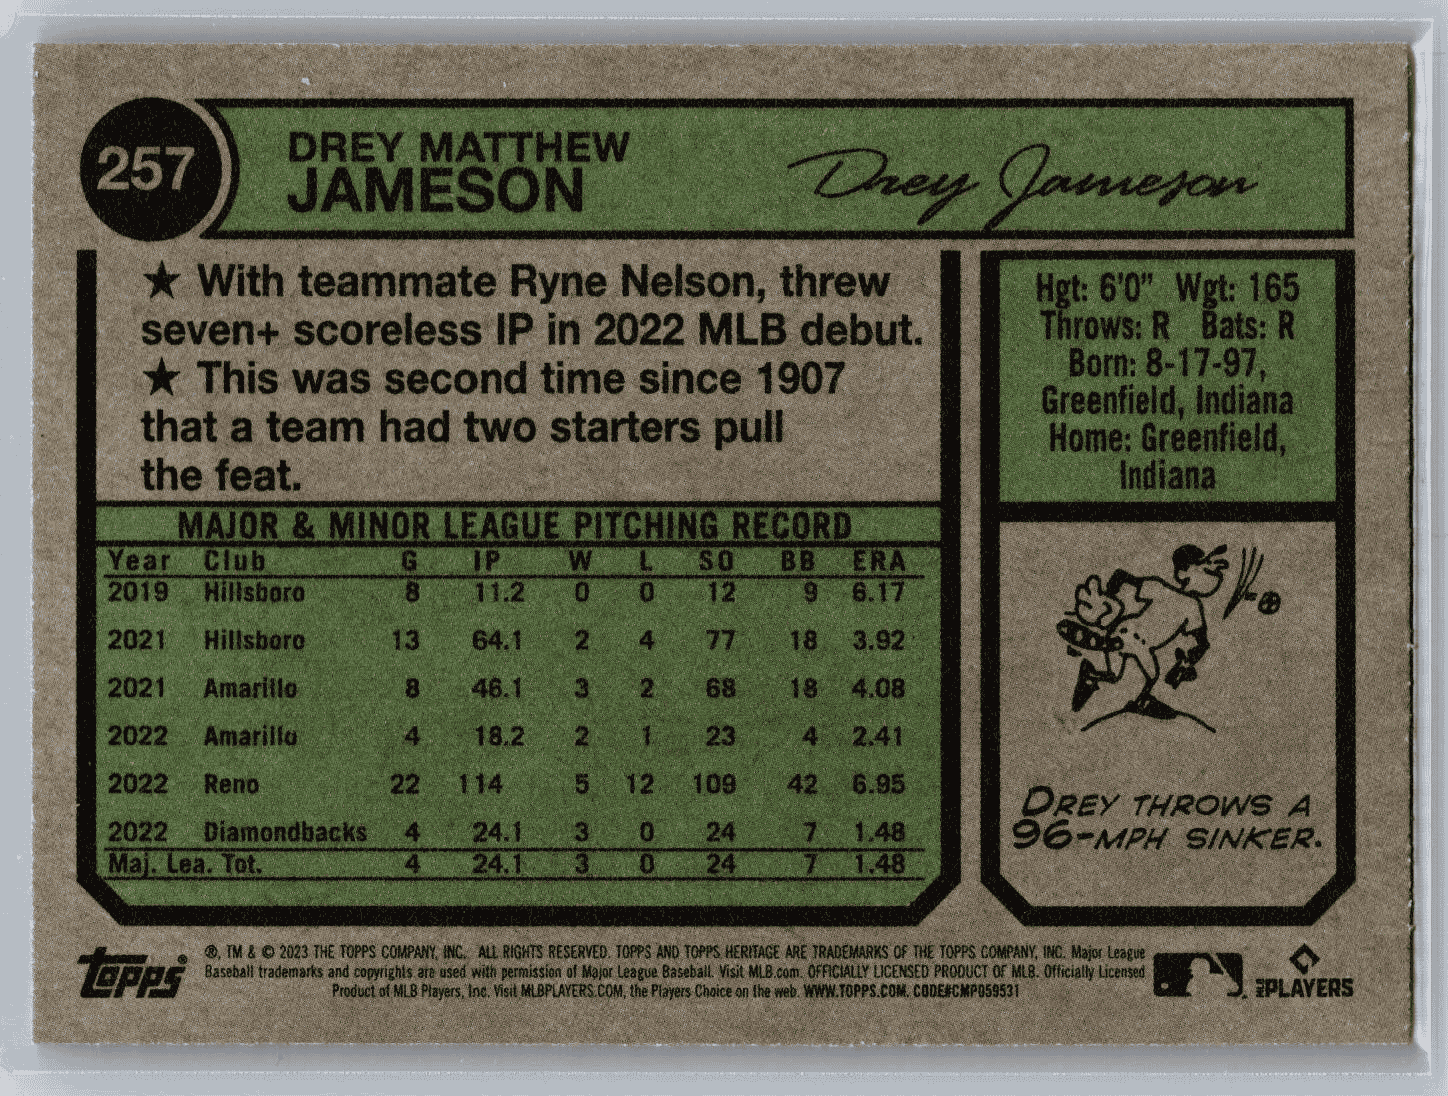 257
DREY MATTHEW
JAMESON
Drey Jameson
★ With teammate Ryne Nelson, threw
seven+ scoreless IP in 2022 MLB debut.
★ This was second time since 1907
that a team had two starters pull
the feat.
Hgt: 6'0" Wgt: 165
Throws: R Bats: R
Born: 8-17-97,
Greenfield, Indiana
Home: Greenfield,
Indiana
MAJOR & MINOR LEAGUE PITCHING RECORD
Year Club G IP W L SO BB ERA
2019 Hillsboro 8 11.2 0 0 12 9 6.17
2021 Hillsboro 13 64.1 2 4 77 18 3.92
2021 Amarillo 8 46.1 3 2 68 18 4.08
2022 Amarillo 4 18.2 2 1 23 4 2.41
2022 Reno 22 114 5 12 109 42 6.95
2022 Diamondbacks 4 24.1 3 0 24 7 1.48
Maj. Lea. Tot. 4 24.1 3 0 24 7 1.48
DREY THROWS A
96-MPH SINKER.
topps®
®, TM & © 2023 THE TOPPS COMPANY, INC. ALL RIGHTS RESERVED. TOPPS AND TOPPS HERITAGE ARE TRADEMARKS OF THE TOPPS COMPANY, INC. Major League
Baseball trademarks and copyrights are used with permission of Major League Baseball. Visit MLB.com. OFFICIALLY LICENSED PRODUCT OF MLB. Officially Licensed
Product of MLB Players, Inc. Visit MLBPLAYERS.COM, the Players Choice on the web. WWW.TOPPS.COM. CODE#CMP059531
MLB PLAYERS